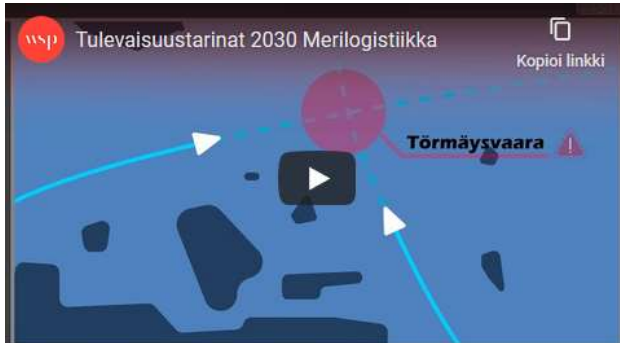 wsp
Tulevaisuustarinat 2030 Merilogistiikka
Kopioi linkki
Törmäysvaara